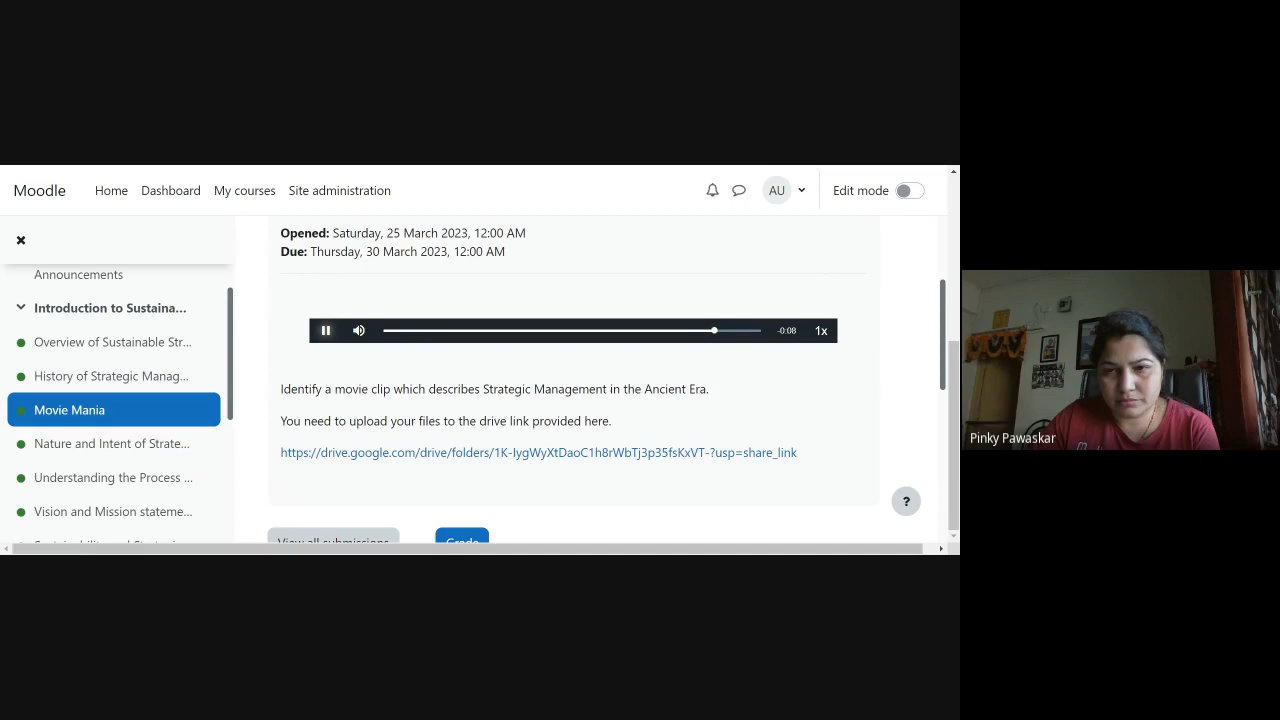 Moodle Home Dashboard My courses Site administration AU Edit mode
Announcements
Introduction to Sustaina...
Overview of Sustainable Str...
History of Strategic Manag...
Movie Mania
Nature and Intent of Strate...
Understanding the Process ...
Vision and Mission stateme...
Opened: Saturday, 25 March 2023, 12:00 AM
Due: Thursday, 30 March 2023, 12:00 AM
-0:08 1x
Identify a movie clip which describes Strategic Management in the Ancient Era.
You need to upload your files to the drive link provided here.
https://drive.google.com/drive/folders/1K-IygWyXtDaoC1h8rWbTj3p35fsKxVT-?usp=share_link
?
View all submissions Grade
Pinky Pawaskar